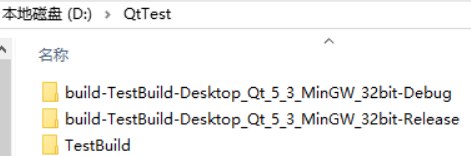 本地磁盘 (D:) > QtTest
名称
build-TestBuild-Desktop_Qt_5_3_MinGW_32bit-Debug
build-TestBuild-Desktop_Qt_5_3_MinGW_32bit-Release
TestBuild